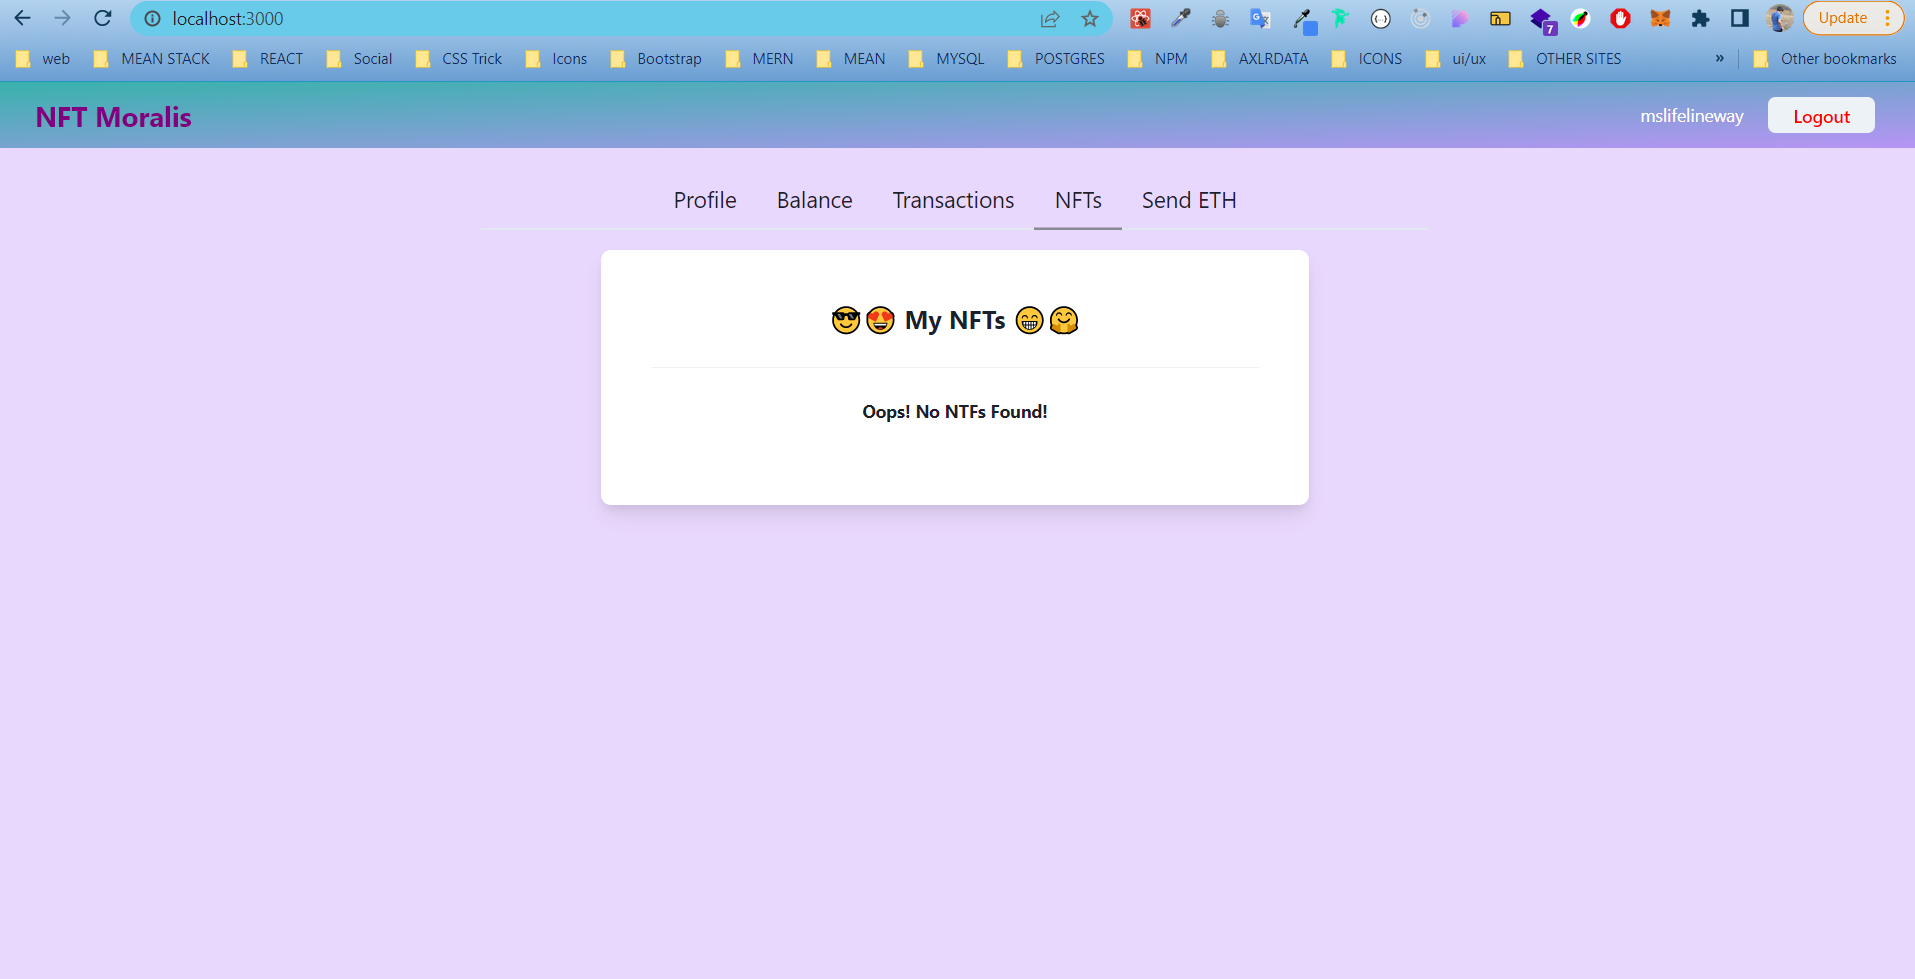 localhost:3000
Update
7
web MEAN STACK REACT Social CSS Trick Icons Bootstrap MERN MEAN MYSQL POSTGRES NPM AXLRDATA ICONS ui/ux OTHER SITES » Other bookmarks
NFT Moralis
mslifelineway Logout
Profile Balance Transactions NFTs Send ETH
😎😍 My NFTs 😁🤗
Oops! No NTFs Found!